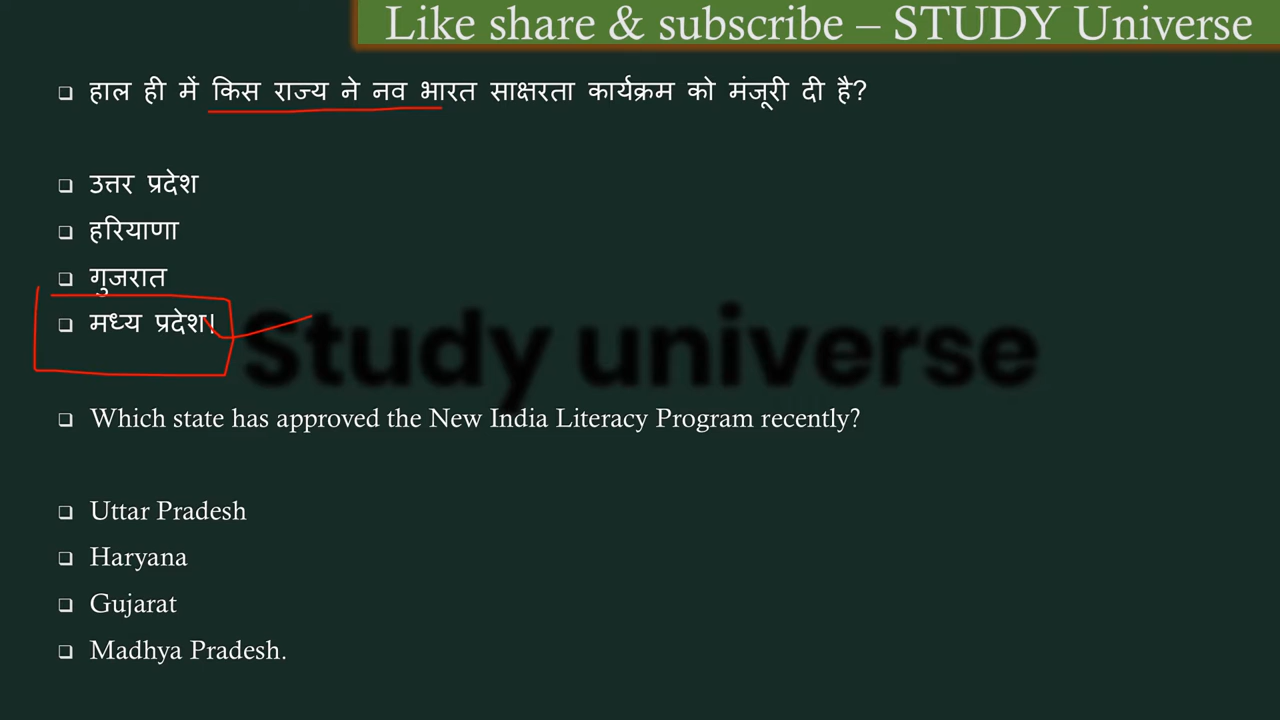 Like share & subscribe – STUDY Universe
हाल ही में किस राज्य ने नव भारत साक्षरता कार्यक्रम को मंजूरी दी है?
उत्तर प्रदेश
हरियाणा
गुजरात
मध्य प्रदेश।
Study universe
Which state has approved the New India Literacy Program recently?
Uttar Pradesh
Haryana
Gujarat
Madhya Pradesh.